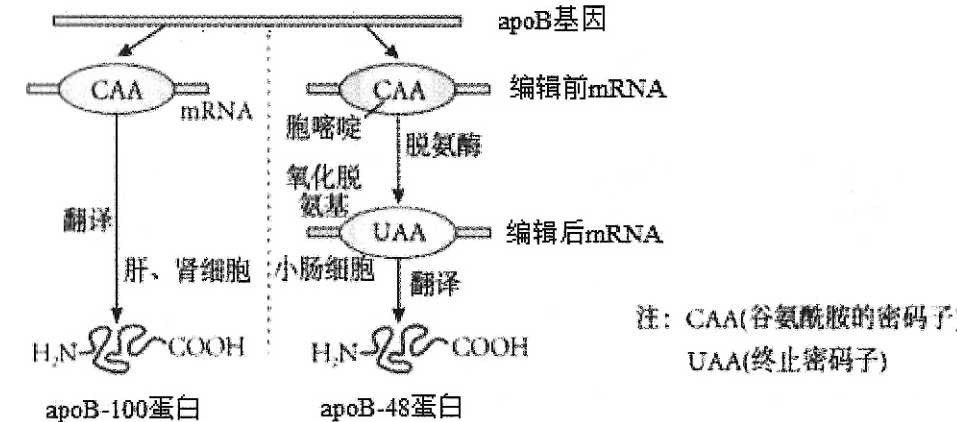 apoB基因
CAA
mRNA
CAA
编辑前mRNA
胞嘧啶
脱氨酶
氧化脱
氨基
UAA
编辑后mRNA
翻译
肝、肾细胞
小肠细胞
翻译
注: CAA(谷氨酰胺的密码子)
UAA(终止密码子)
H₂N
COOH
H₂N
COOH
apoB-100蛋白
apoB-48蛋白